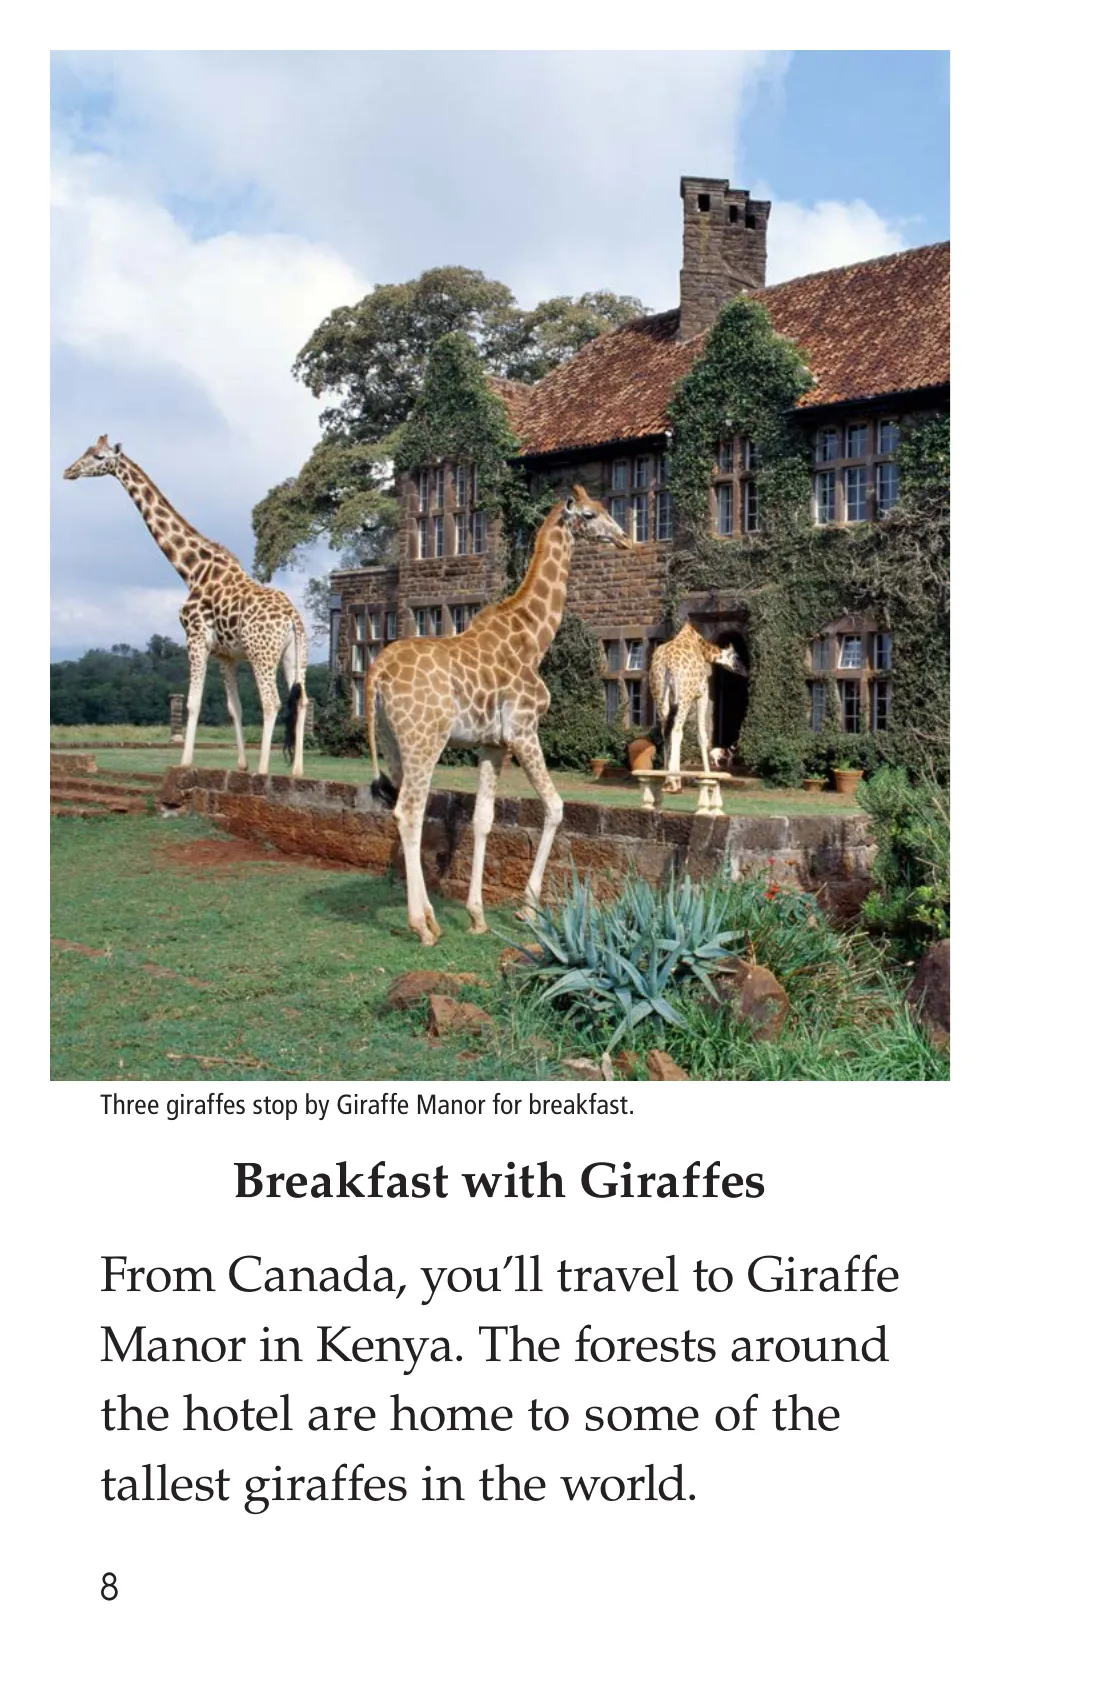 Three giraffes stop by Giraffe Manor for breakfast.
Breakfast with Giraffes
From Canada, you’ll travel to Giraffe
Manor in Kenya. The forests around
the hotel are home to some of the
tallest giraffes in the world.
8